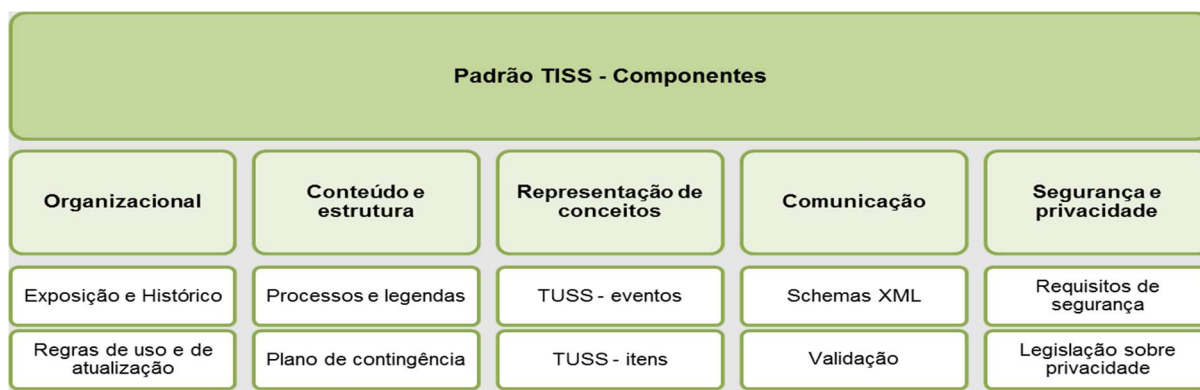 Padrão TISS - Componentes
Organizacional
Conteúdo e
estrutura
Representação de
conceitos
Comunicação
Segurança e
privacidade
Exposição e Histórico
Processos e legendas
TUSS - eventos
Schemas XML
Requisitos de
segurança
Regras de uso e de
atualização
Plano de contingência
TUSS - itens
Validação
Legislação sobre
privacidade